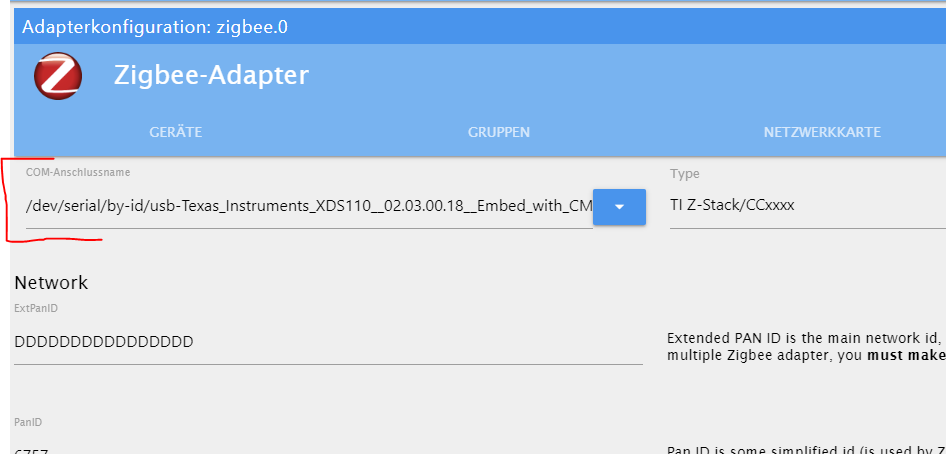 Adapterkonfiguration: zigbee.0
Zigbee-Adapter
GERÄTE GRUPPEN NETZWERKKARTE
COM-Anschlussname Type
/dev/serial/by-id/usb-Texas_Instruments_XDS110__02.03.00.18__Embed_with_CM TI Z-Stack/CCxxxx
Network
ExtPanID
DDDDDDDDDDDDDDDD
Extended PAN ID is the main network id,
multiple Zigbee adapter, you must make
PanID
Pan ID is some simplified id (is used by Z